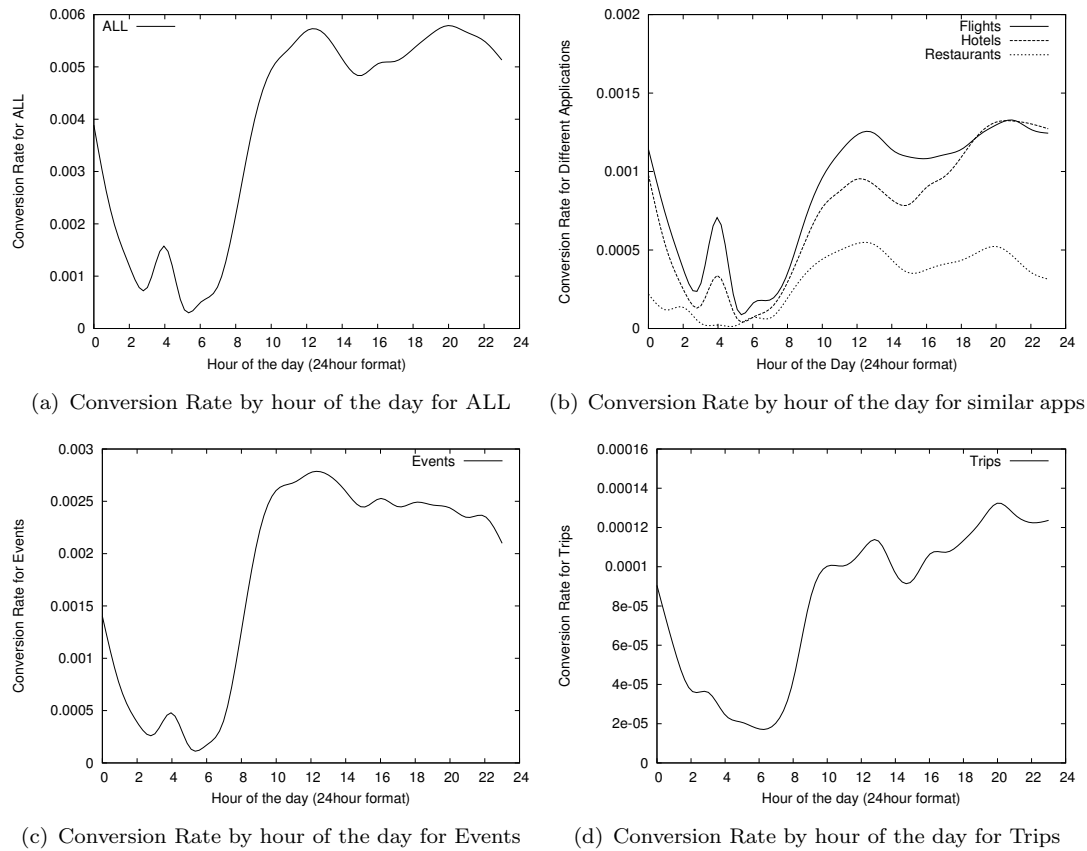 ALL
0.006
0.005
0.004
0.003
0.002
0.001
0
Conversion Rate for ALL
0 2 4 6 8 10 12 14 16 18 20 22 24
Hour of the day (24hour format)
(a) Conversion Rate by hour of the day for ALL
Flights
Hotels
Restaurants
0.002
0.0015
0.001
0.0005
0
Conversion Rate for Different Applications
0 2 4 6 8 10 12 14 16 18 20 22 24
Hour of the Day (24hour format)
(b) Conversion Rate by hour of the day for similar apps
Events
0.003
0.0025
0.002
0.0015
0.001
0.0005
0
Conversion Rate for Events
0 2 4 6 8 10 12 14 16 18 20 22 24
Hour of the day (24hour format)
(c) Conversion Rate by hour of the day for Events
Trips
0.00016
0.00014
0.00012
0.0001
8e-05
6e-05
4e-05
2e-05
0
Conversion Rate for Trips
0 2 4 6 8 10 12 14 16 18 20 22 24
Hour of the day (24hour format)
(d) Conversion Rate by hour of the day for Trips